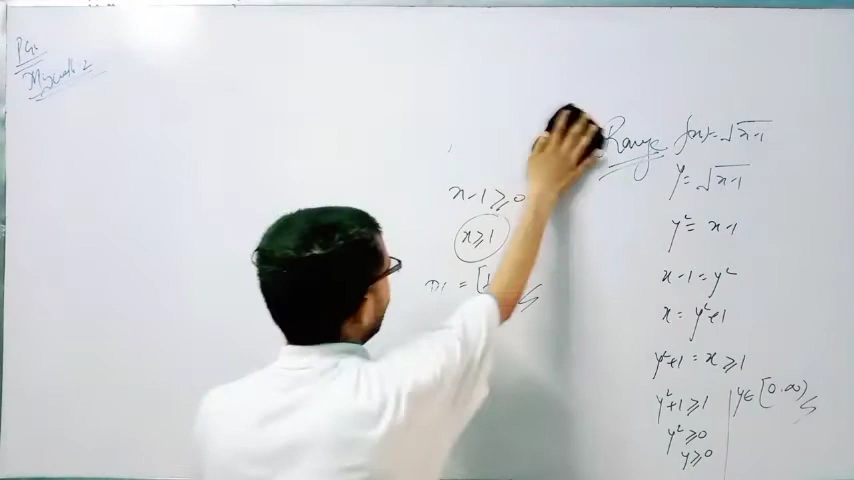 x-1≥0
x≥1
= [1
Range f(x)=√x-1
y=√x-1
y²= x-1
x-1=y²
x= y²+1
y²+1 = x≥1
y²+1≥1
y∈[0.∞)
y²≥0
y≥0